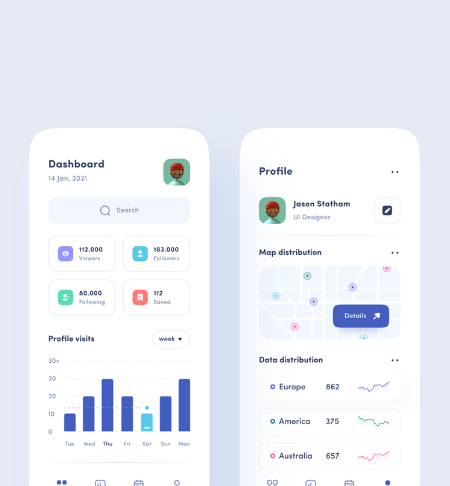 Dashboard
14 Jan, 2021
Search
112.000
Viewers
183.000
Followers
80.000
Following
112
Saved
Profile visits
week
30+
30
20
10
0
Tue Wed Thu Fri Sat Sun Mon
Profile
Jason Statham
UI Designer
Map distribution
Details
Data distribution
Europe 862
America 375
Australia 657